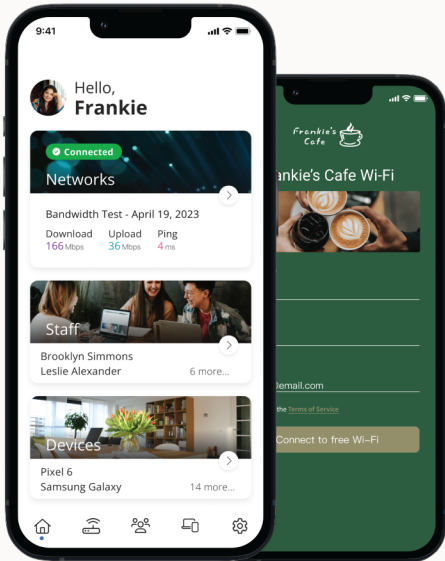 9:41
Hello,
Frankie
Connected
Networks
Bandwidth Test - April 19, 2023
Download Upload Ping
166 Mbps 36 Mbps 4 ms
Staff
Brooklyn Simmons
Leslie Alexander 6 more...
Devices
Pixel 6
Samsung Galaxy 14 more...
Frankie's
Cafe
ankie's Cafe Wi-Fi
email.com
the Terms of Service
Connect to free Wi-Fi